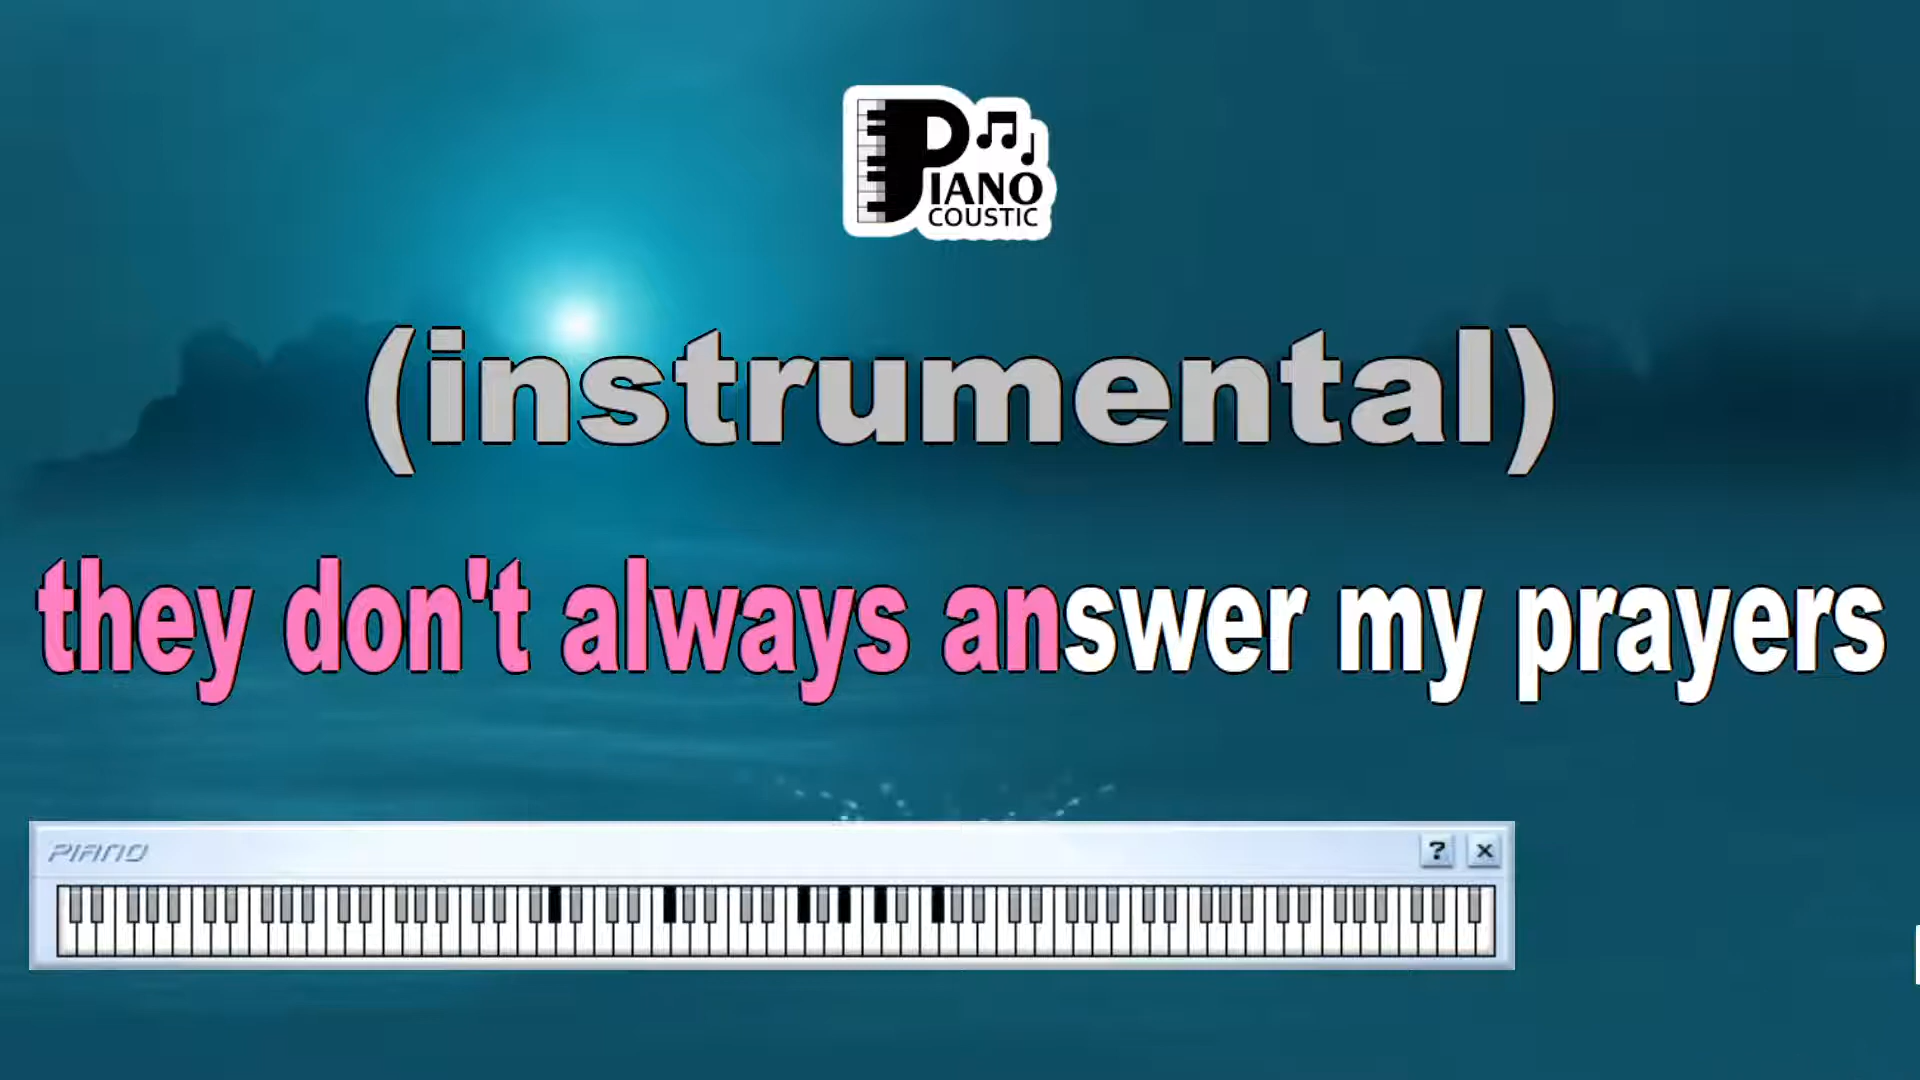 PIANO
COUSTIC
(instrumental)
they don't always answer my prayers
PIANO
?
x